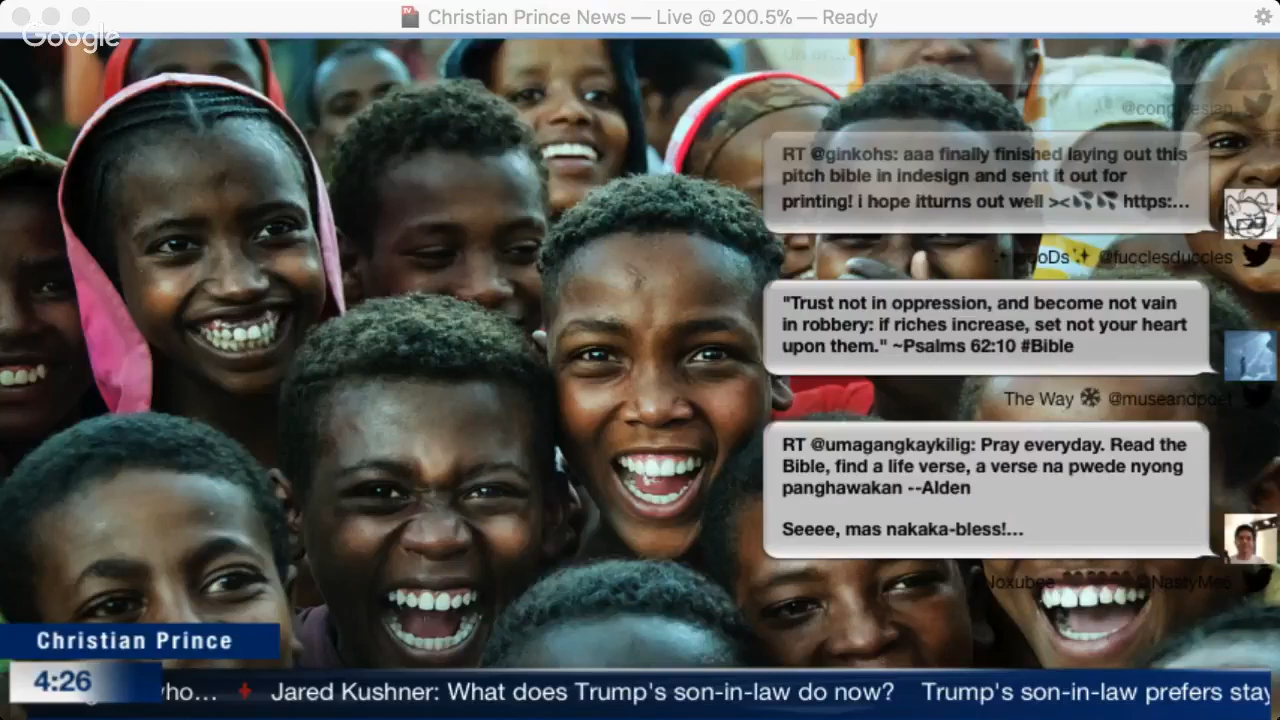 Christian Prince News — Live @ 200.5% — Ready
Google
RT @ginkohs: aaa finally finished laying out this
pitch bible in indesign and sent it out for
printing! i hope itturns out well ><💦💦 https:...
@fucclesduccles
"Trust not in oppression, and become not vain
in robbery: if riches increase, set not your heart
upon them." ~Psalms 62:10 #Bible
The Way ❄ @museandpoet
RT @umagangkaykilig: Pray everyday. Read the
Bible, find a life verse, a verse na pwede nyong
panghawakan --Alden
Seeee, mas nakaka-bless!...
Christian Prince
4:26
Jared Kushner: What does Trump's son-in-law do now? Trump's son-in-law prefers stay